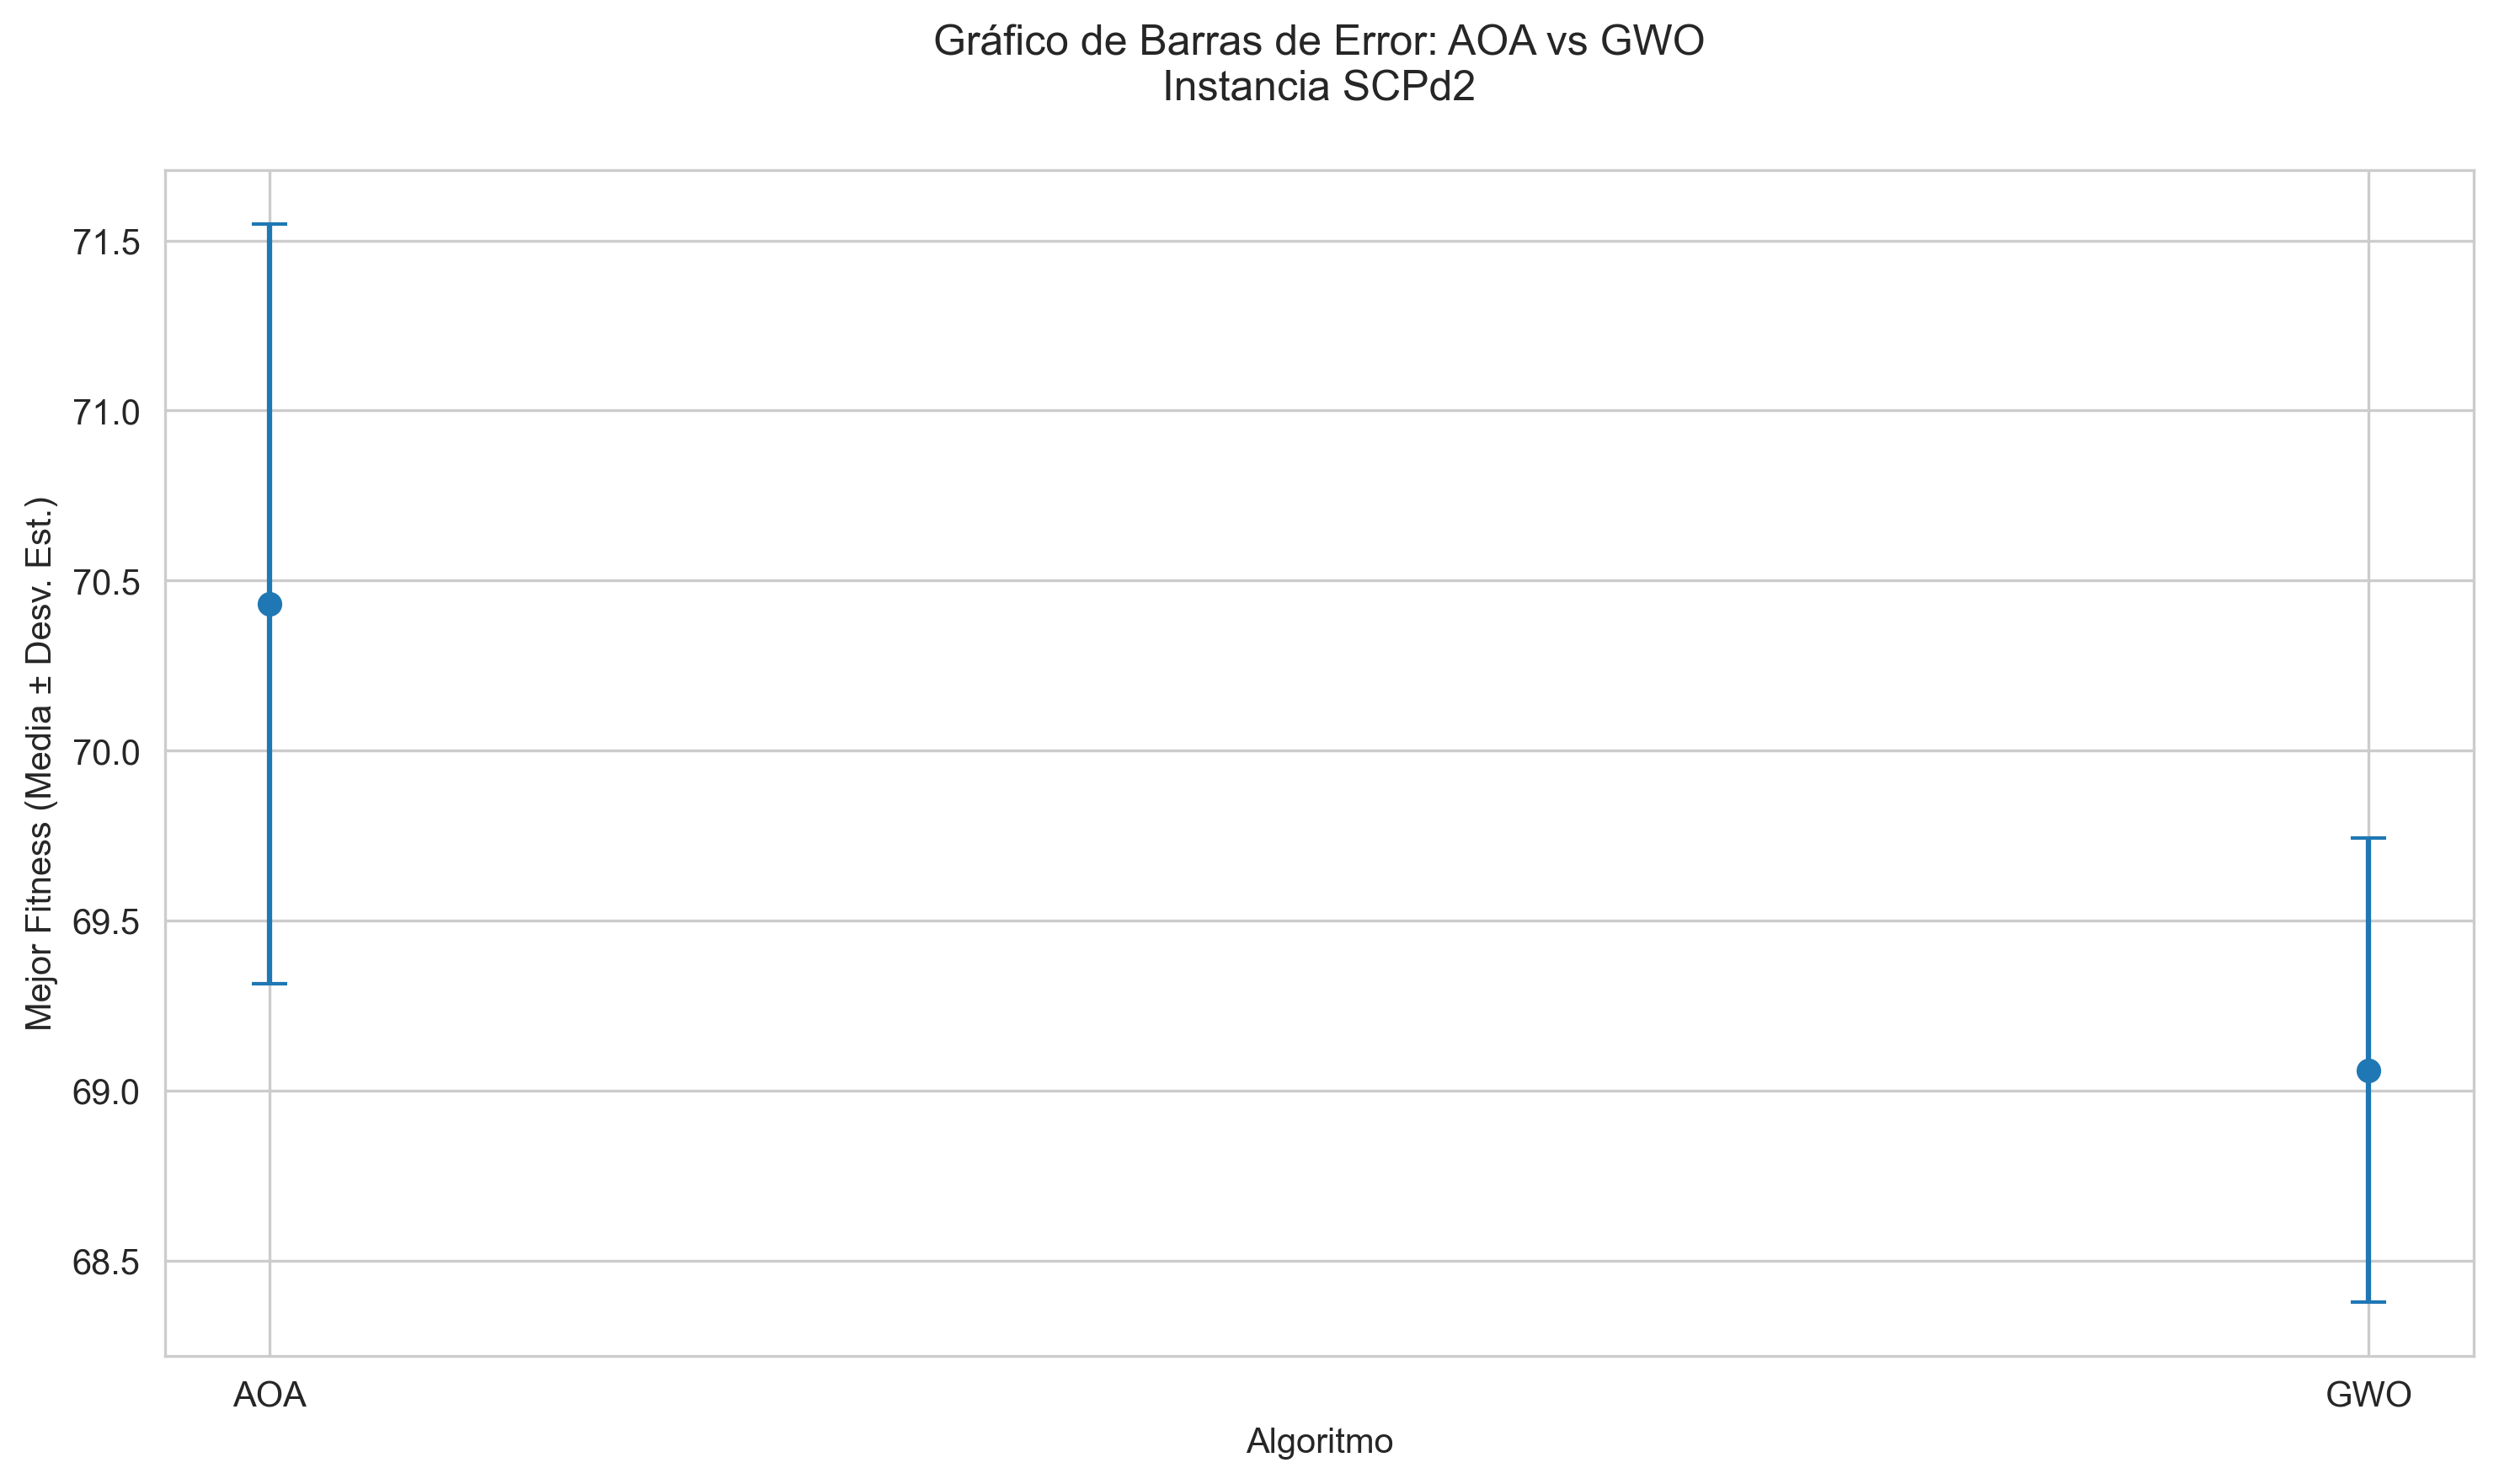 Gráfico de Barras de Error: AOA vs GWO
Instancia SCPd2
Mejor Fitness (Media ± Desv. Est.)
71.5
71.0
70.5
70.0
69.5
69.0
68.5
AOA
GWO
Algoritmo